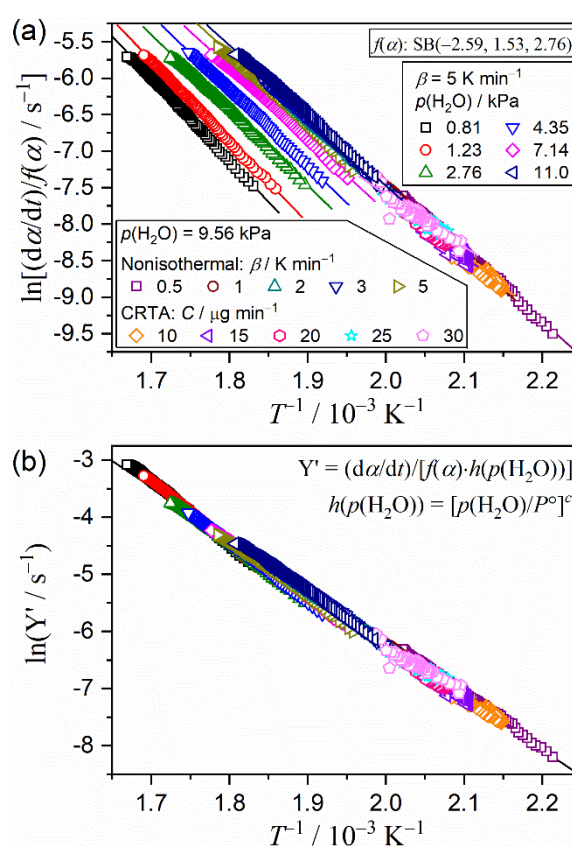 (a)
f(α): SB(−2.59, 1.53, 2.76)
β = 5 K min⁻¹
p(H₂O) / kPa
0.81 4.35
1.23 7.14
2.76 11.0
p(H₂O) = 9.56 kPa
Nonisothermal: β / K min⁻¹
0.5 1 2 3 5
CRTA: C / μg min⁻¹
10 15 20 25 30
ln[(dα/dt)/f(α) / s⁻¹]
-5.5
-6.0
-6.5
-7.0
-7.5
-8.0
-8.5
-9.0
-9.5
1.7 1.8 1.9 2.0 2.1 2.2
T⁻¹ / 10⁻³ K⁻¹
(b)
Y' = (dα/dt)/[f(α)·h(p(H₂O))]
h(p(H₂O)) = [p(H₂O)/P°]ᶜ
ln(Y' / s⁻¹)
-3
-4
-5
-6
-7
-8
1.7 1.8 1.9 2.0 2.1 2.2
T⁻¹ / 10⁻³ K⁻¹